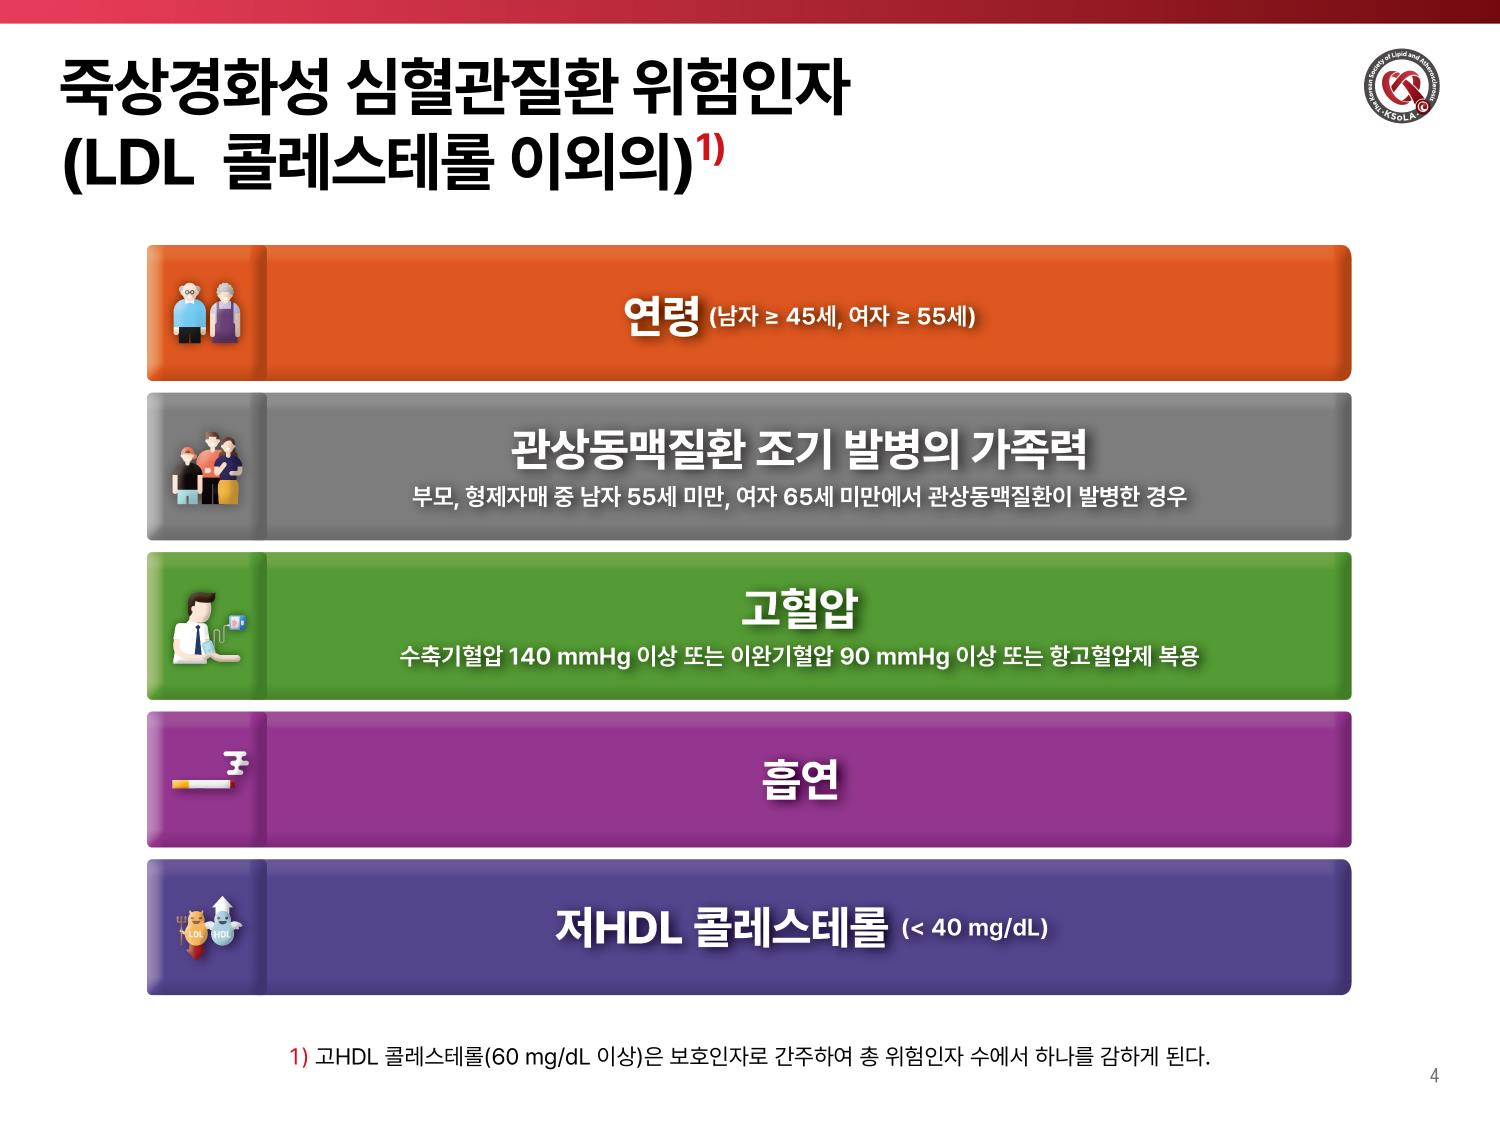 죽상경화성 심혈관질환 위험인자
(LDL 콜레스테롤 이외의)1)
The Korean Society of Lipid and Atherosclerosis
KSoLA
연령 (남자 ≥ 45세, 여자 ≥ 55세)
관상동맥질환 조기 발병의 가족력
부모, 형제자매 중 남자 55세 미만, 여자 65세 미만에서 관상동맥질환이 발병한 경우
고혈압
수축기혈압 140 mmHg 이상 또는 이완기혈압 90 mmHg 이상 또는 항고혈압제 복용
흡연
LDL HDL
저HDL 콜레스테롤 (< 40 mg/dL)
1) 고HDL 콜레스테롤(60 mg/dL 이상)은 보호인자로 간주하여 총 위험인자 수에서 하나를 감하게 된다.
4